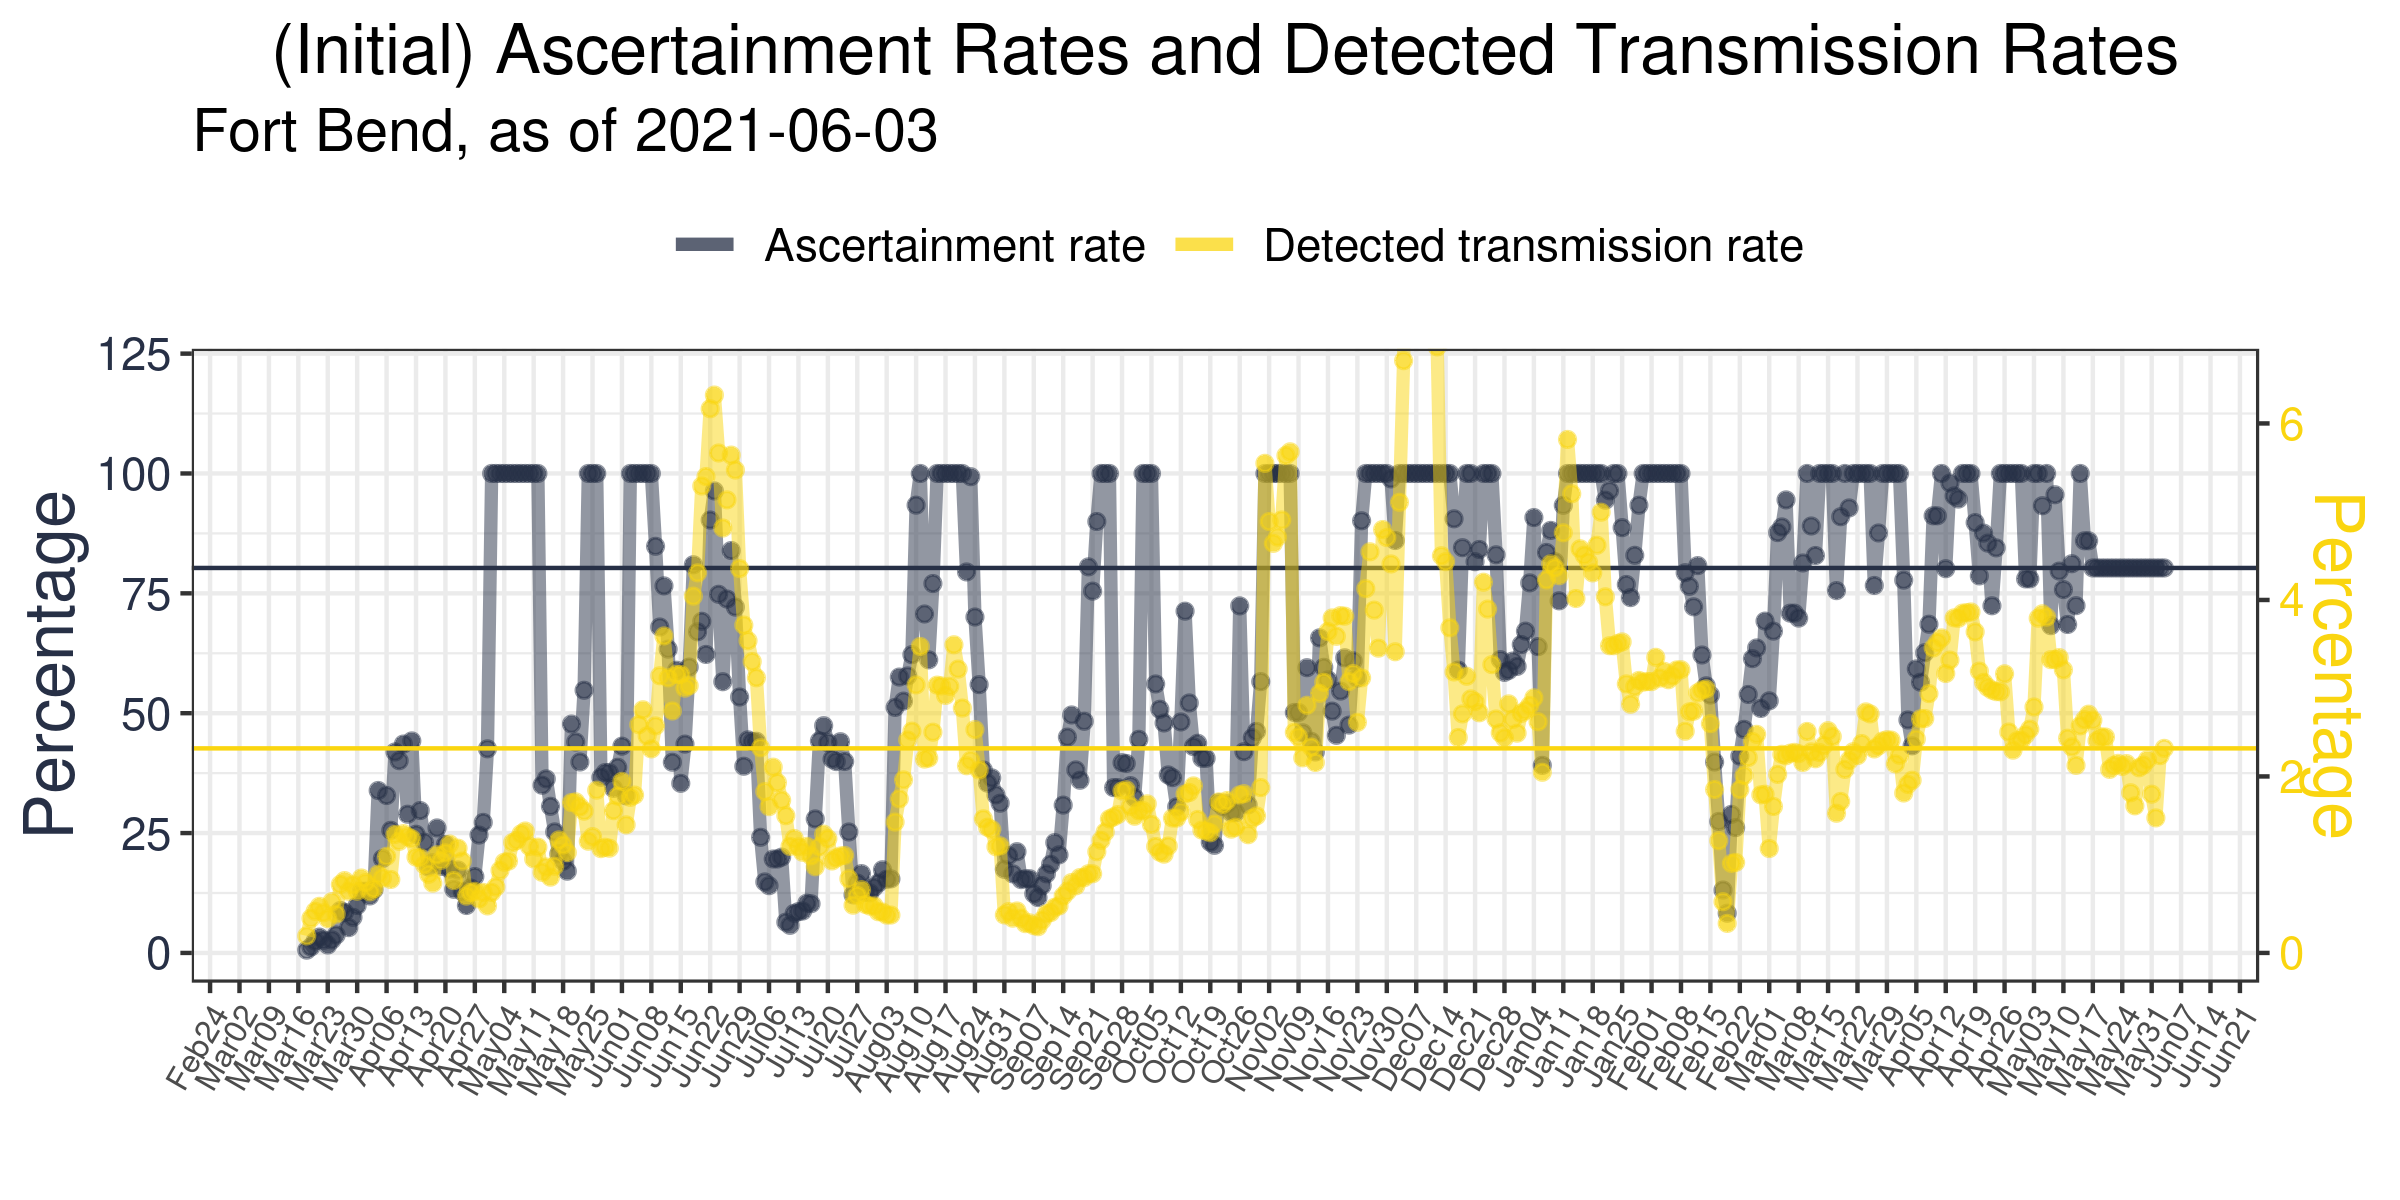 (Initial) Ascertainment Rates and Detected Transmission Rates
Fort Bend, as of 2021-06-03
Ascertainment rate
Detected transmission rate
125
100
75
50
25
0
Percentage
6
4
2
0
Percentage
Feb24
Mar02
Mar09
Mar16
Mar23
Mar30
Apr06
Apr13
Apr20
Apr27
May04
May11
May18
May25
Jun01
Jun08
Jun15
Jun22
Jun29
Jul06
Jul13
Jul20
Jul27
Aug03
Aug10
Aug17
Aug24
Aug31
Sep07
Sep14
Sep21
Sep28
Oct05
Oct12
Oct19
Oct26
Nov02
Nov09
Nov16
Nov23
Nov30
Dec07
Dec14
Dec21
Dec28
Jan04
Jan11
Jan18
Jan25
Feb01
Feb08
Feb15
Feb22
Mar01
Mar08
Mar15
Mar22
Mar29
Apr05
Apr12
Apr19
Apr26
May03
May10
May17
May24
May31
Jun07
Jun14
Jun21